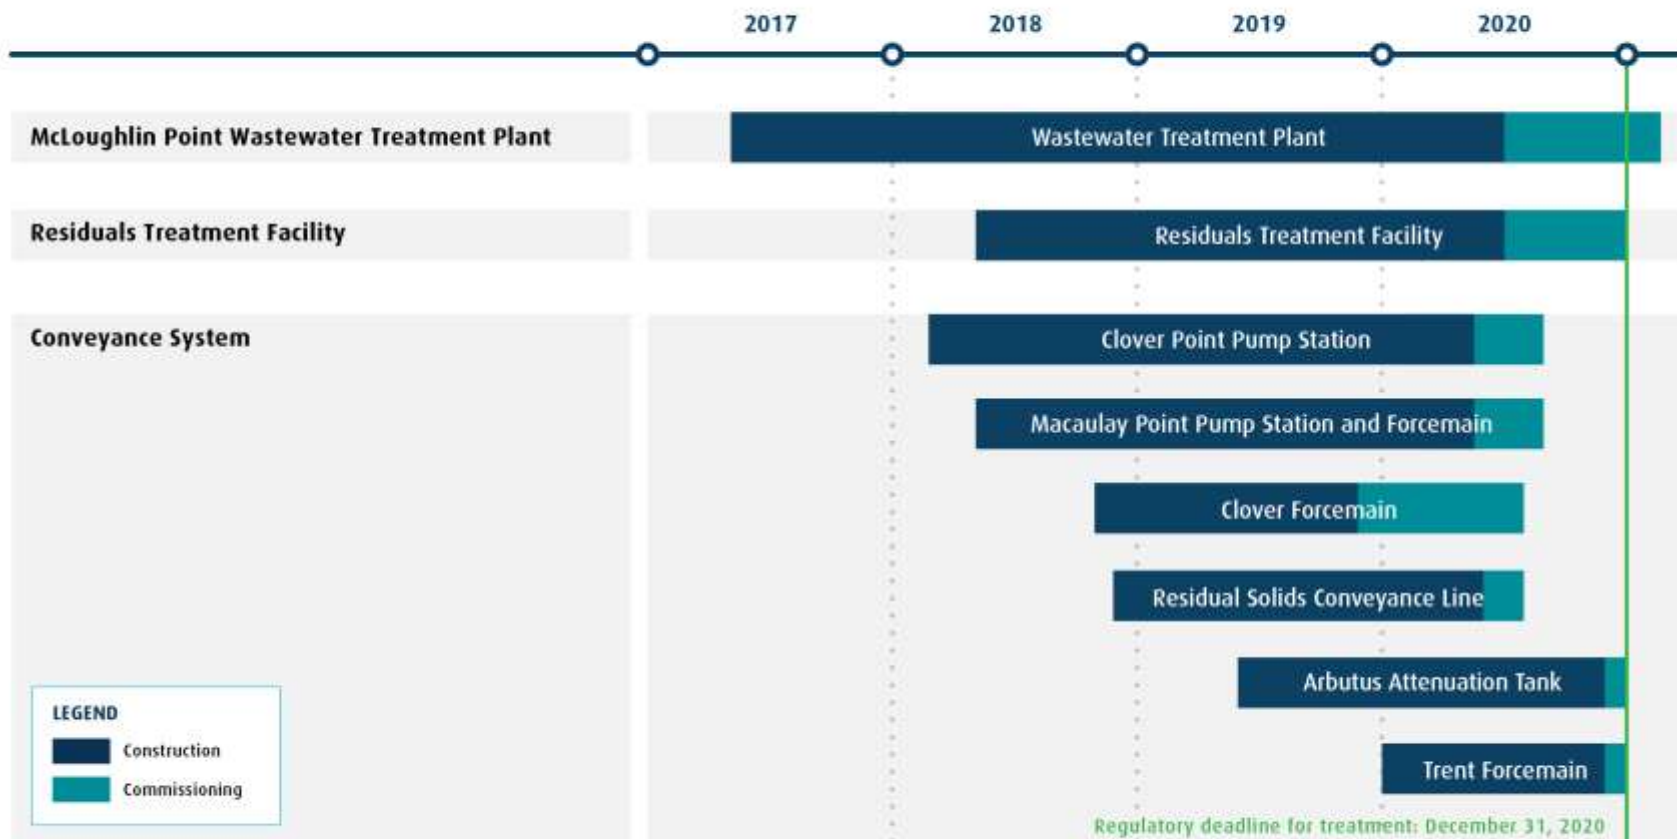 2017 2018 2019 2020
McLoughlin Point Wastewater Treatment Plant
Wastewater Treatment Plant
Residuals Treatment Facility
Residuals Treatment Facility
Conveyance System
Clover Point Pump Station
Macaulay Point Pump Station and Forcemain
Clover Forcemain
Residual Solids Conveyance Line
Arbutus Attenuation Tank
Trent Forcemain
LEGEND
Construction
Commissioning
Regulatory deadline for treatment: December 31, 2020